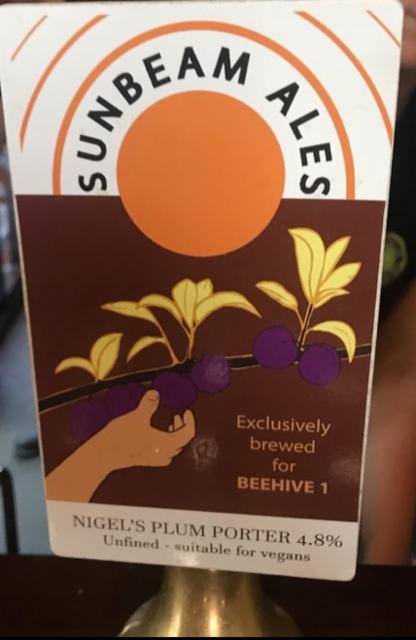 SUNBEAM ALES
Exclusively
brewed
for
BEEHIVE 1
NIGEL'S PLUM PORTER 4.8%
Unfined - suitable for vegans